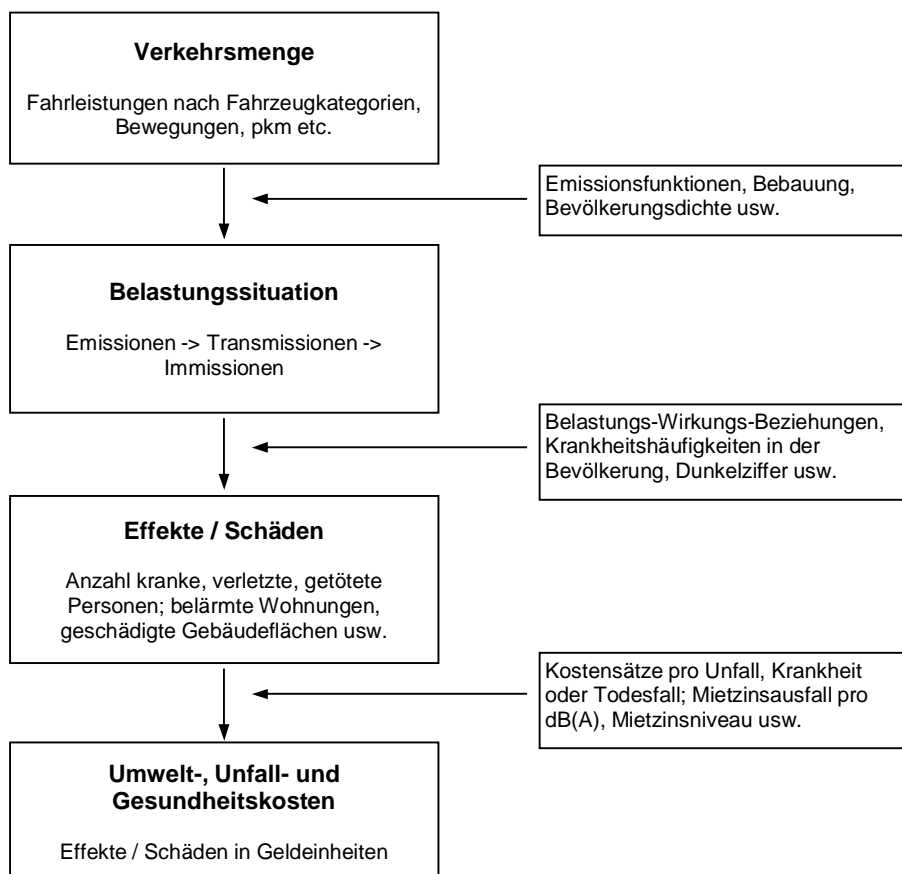 Verkehrsmenge
Fahrleistungen nach Fahrzeugkategorien,
Bewegungen, pkm etc.
Emissionsfunktionen, Bebauung,
Bevölkerungsdichte usw.
Belastungssituation
Emissionen -> Transmissionen ->
Immissionen
Belastungs-Wirkungs-Beziehungen,
Krankheitshäufigkeiten in der
Bevölkerung, Dunkelziffer usw.
Effekte / Schäden
Anzahl kranke, verletzte, getötete
Personen; belärmte Wohnungen,
geschädigte Gebäudeflächen usw.
Kostensätze pro Unfall, Krankheit
oder Todesfall; Mietzinsausfall pro
dB(A), Mietzinsniveau usw.
Umwelt-, Unfall- und
Gesundheitskosten
Effekte / Schäden in Geldeinheiten